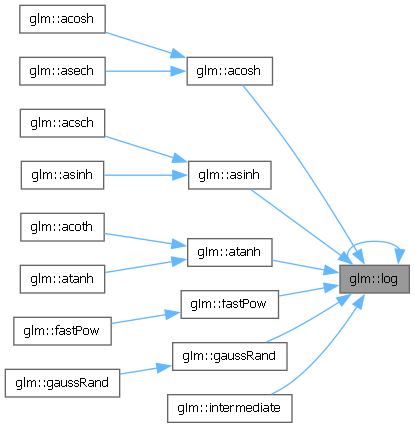 glm::acosh
glm::asech
glm::acosh
glm::acsch
glm::asinh
glm::asinh
glm::acoth
glm::atanh
glm::atanh
glm::log
glm::fastPow
glm::fastPow
glm::gaussRand
glm::gaussRand
glm::intermediate